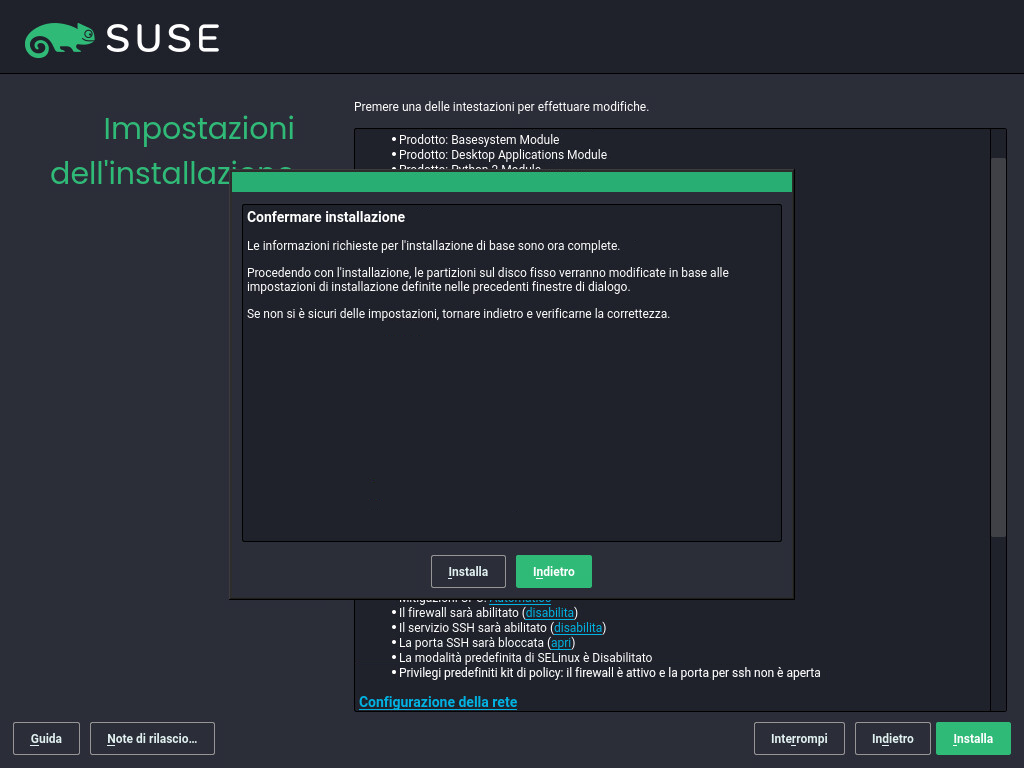 SUSE
Impostazioni
dell'installazione
Premere una delle intestazioni per effettuare modifiche.
• Prodotto: Basesystem Module
• Prodotto: Desktop Applications Module
• Prodotto: Python 2 Module
Confermare installazione
Le informazioni richieste per l'installazione di base sono ora complete.
Procedendo con l'installazione, le partizioni sul disco fisso verranno modificate in base alle
impostazioni di installazione definite nelle precedenti finestre di dialogo.
Se non si è sicuri delle impostazioni, tornare indietro e verificarne la correttezza.
Installa
Indietro
• Il firewall sarà abilitato (disabilita)
• Il servizio SSH sarà abilitato (disabilita)
• La porta SSH sarà bloccata (apri)
• La modalità predefinita di SELinux è Disabilitato
• Privilegi predefiniti kit di policy: il firewall è attivo e la porta per ssh non è aperta
Configurazione della rete
Guida
Note di rilascio...
Interrompi
Indietro
Installa